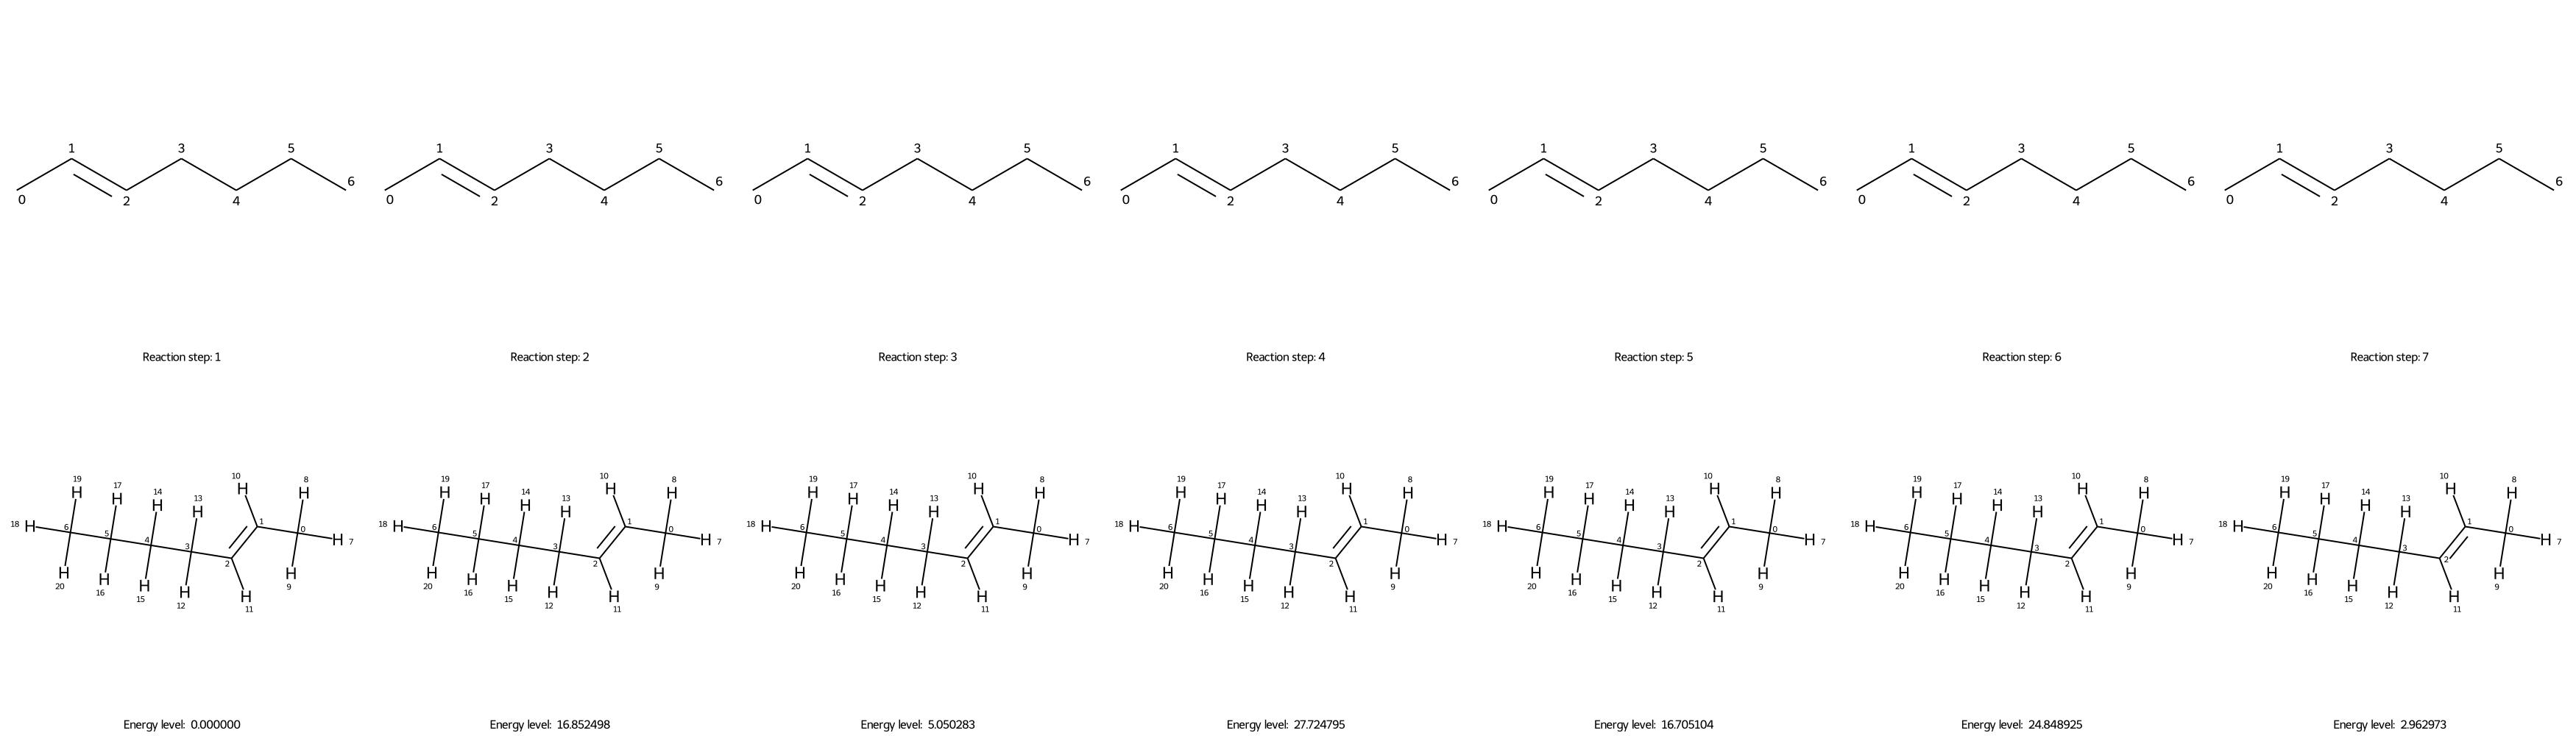 1 3 5 1 3 5 1 3 5 1 3 5 1 3 5 1 3 5 1 3 5
6 6 6 6 6 6 6
0 2 4 0 2 4 0 2 4 0 2 4 0 2 4 0 2 4 0 2 4
Reaction step: 1
Reaction step: 2
Reaction step: 3
Reaction step: 4
Reaction step: 5
Reaction step: 6
Reaction step: 7
19 17 14 13 10 8
H H H H H H
18 H 6 5 4 3 2 1 0 H 7
H H H H H H
20 16 15 12 11 9
19 17 14 13 10 8
H H H H H H
18 H 6 5 4 3 2 1 0 H 7
H H H H H H
20 16 15 12 11 9
19 17 14 13 10 8
H H H H H H
18 H 6 5 4 3 2 1 0 H 7
H H H H H H
20 16 15 12 11 9
19 17 14 13 10 8
H H H H H H
18 H 6 5 4 3 2 1 0 H 7
H H H H H H
20 16 15 12 11 9
19 17 14 13 10 8
H H H H H H
18 H 6 5 4 3 2 1 0 H 7
H H H H H H
20 16 15 12 11 9
19 17 14 13 10 8
H H H H H H
18 H 6 5 4 3 2 1 0 H 7
H H H H H H
20 16 15 12 11 9
19 17 14 13 10 8
H H H H H H
18 H 6 5 4 3 2 1 0 H 7
H H H H H H
20 16 15 12 11 9
Energy level: 0.000000
Energy level: 16.852498
Energy level: 5.050283
Energy level: 27.724795
Energy level: 16.705104
Energy level: 24.848925
Energy level: 2.962973